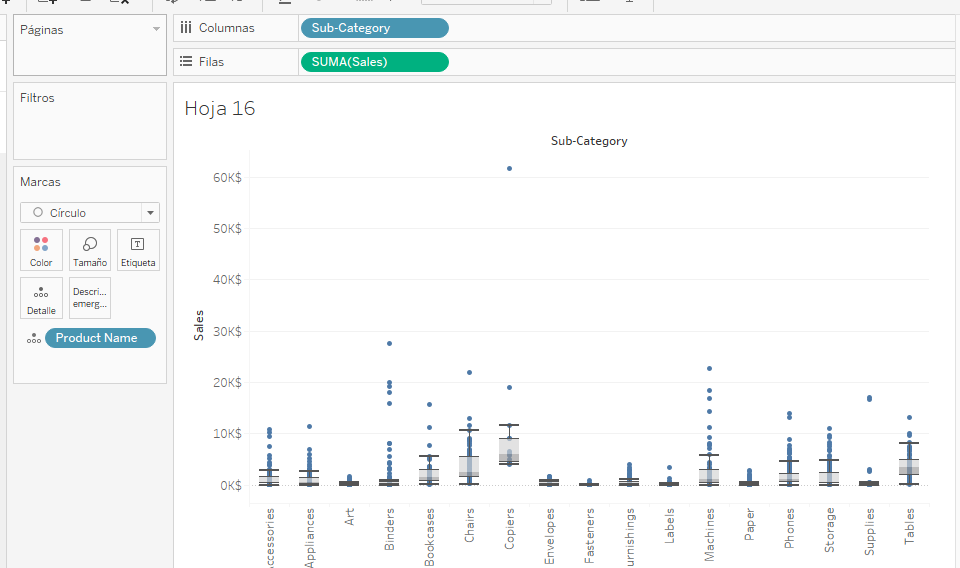 Páginas
Columnas
Sub-Category
Filas
SUMA(Sales)
Filtros
Marcas
Círculo
Color
Tamaño
Etiqueta
Detalle
Descri...
emerg...
Product Name
Hoja 16
Sub-Category
Sales
60K$
50K$
40K$
30K$
20K$
10K$
0K$
Appliances
Art
Binders
Bookcases
Chairs
Copiers
Envelopes
Fasteners
Labels
Machines
Paper
Phones
Storage
Supplies
Tables